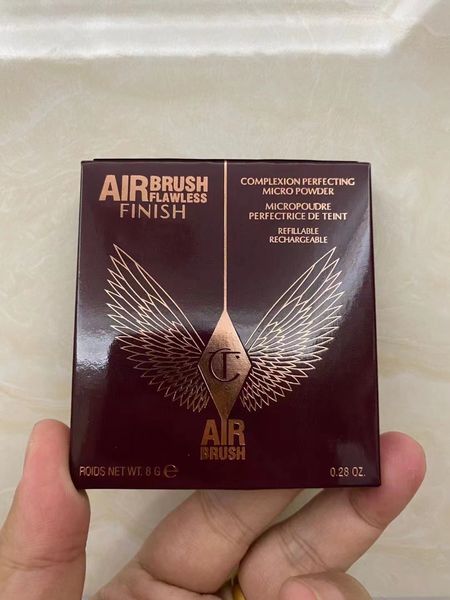 AIRBRUSH
FLAWLESS
FINISH
COMPLEXION PERFECTING
MICRO POWDER
MICROPOUDRE
PERFECTRICE DE TEINT
REFILLABLE
RECHARGEABLE
CT
AIR
BRUSH
POIDS NET WT. 8 G ℮
0.28 OZ.